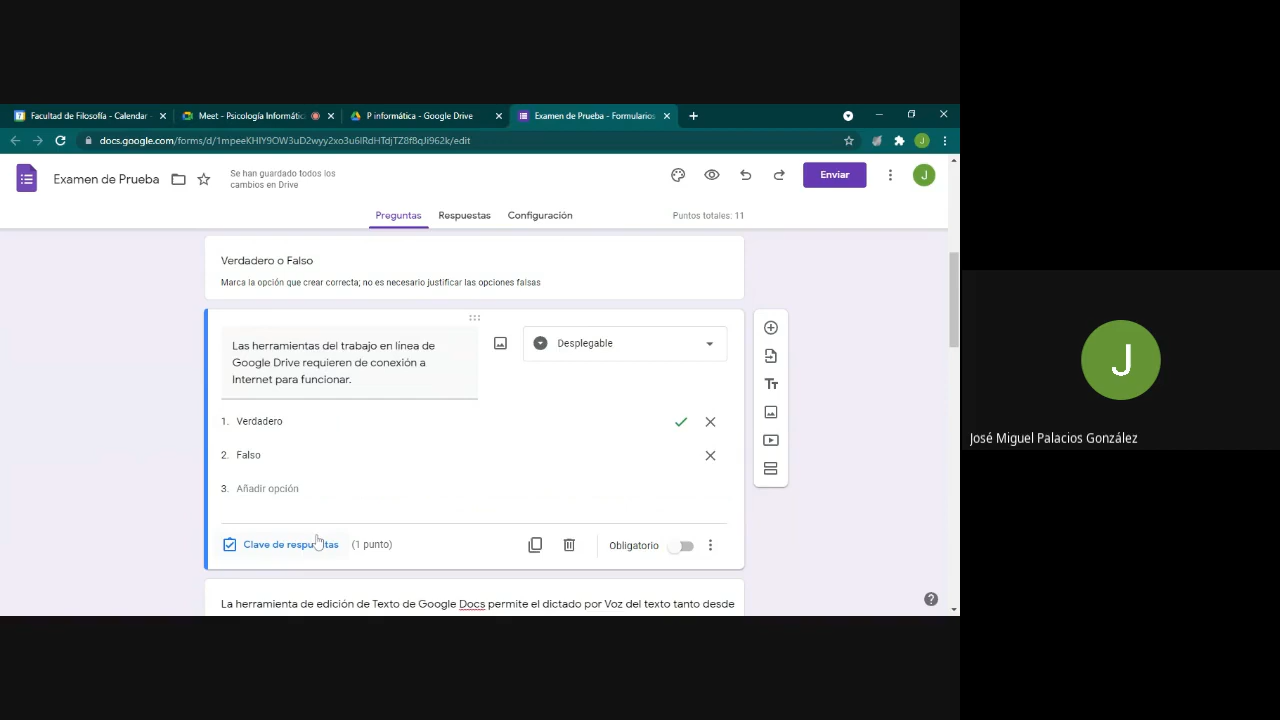 Facultad de Filosofía - Calendar
Meet - Psicología Informátic
P informática - Google Drive
Examen de Prueba - Formularios
docs.google.com/forms/d/1mpeeKHIY9OW3uD2wyy2xo3u6lRdHTdjTZ8f8qJi962k/edit
J
Examen de Prueba
Se han guardado todos los
cambios en Drive
Enviar
J
Preguntas
Respuestas
Configuración
Puntos totales: 11
Verdadero o Falso
Marca la opción que crear correcta; no es necesario justificar las opciones falsas
Las herramientas del trabajo en línea de
Google Drive requieren de conexión a
Internet para funcionar.
Desplegable
Tт
1. Verdadero
2. Falso
3. Añadir opción
Clave de respuestas (1 punto)
Obligatorio
La herramienta de edición de Texto de Google Docs permite el dictado por Voz del texto tanto desde
J
José Miguel Palacios González